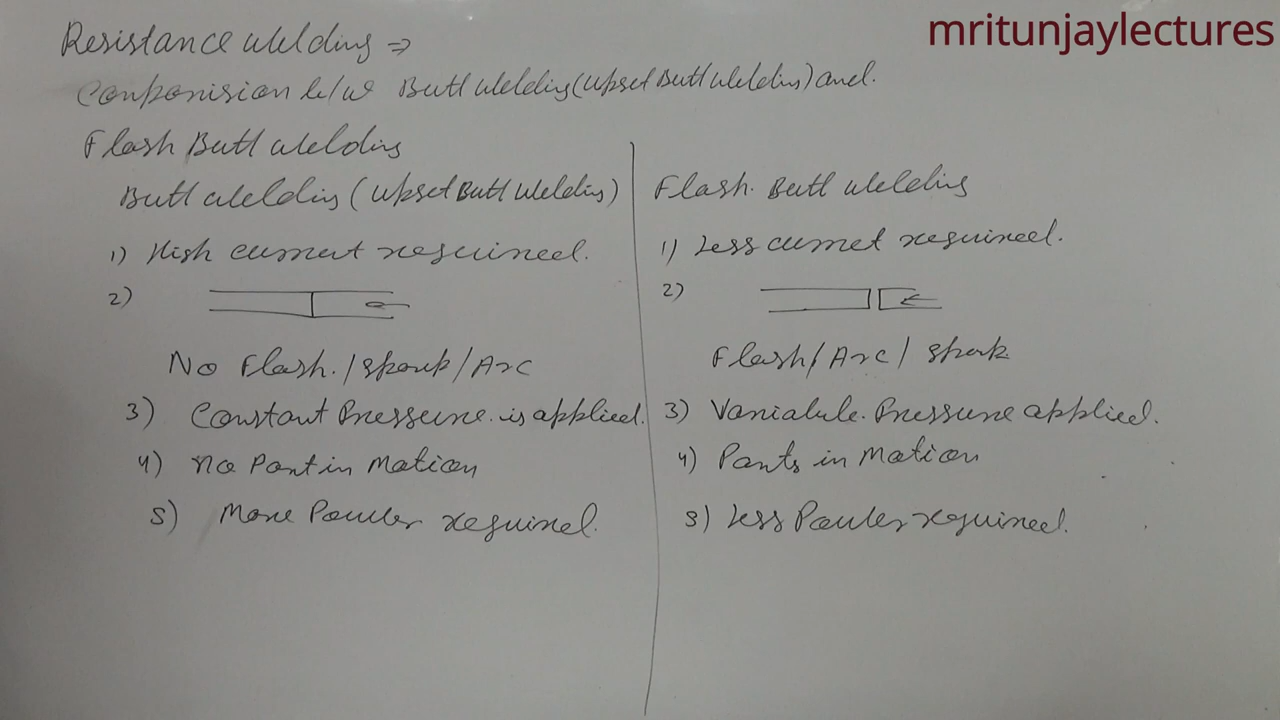 mritunjaylectures
Resistance welding ⇒
Comparision b/w Butt welding (Upset Butt welding) and
Flash Butt welding
Butt welding (Upset Butt welding)
1) High current required.
2)
No Flash / Spark / Arc
3) Constant Pressure is applied.
4) No Part in Motion
5) More Power required.
Flash Butt welding
1) Less current required.
2)
Flash / Arc / Spark
3) Variable Pressure applied.
4) Parts in Motion
5) Less Power required.